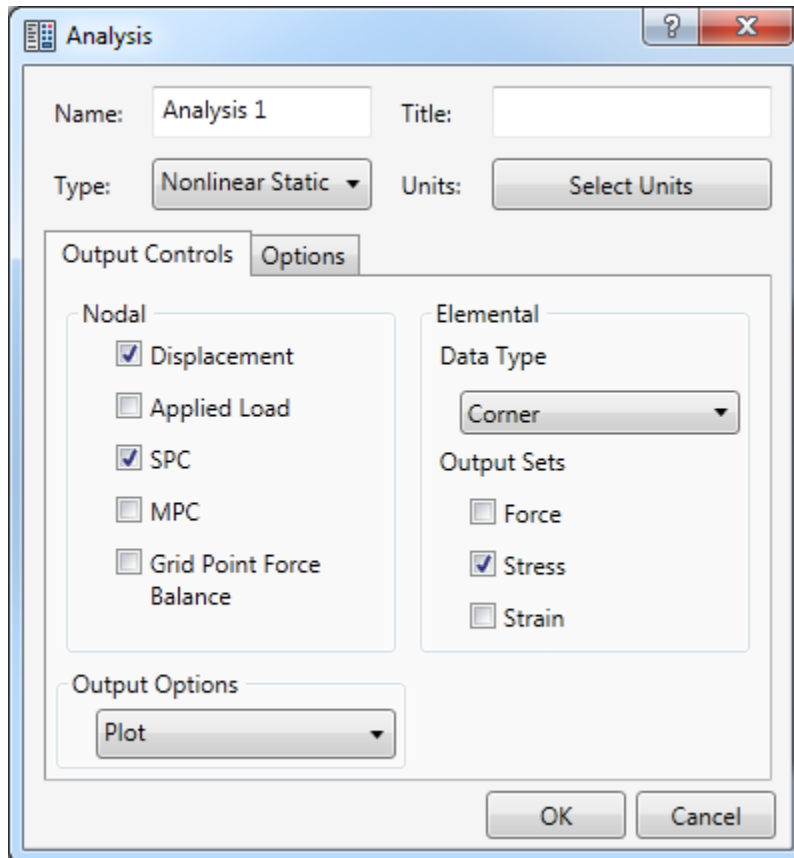 Analysis
Name: Analysis 1 Title:
Type: Nonlinear Static Units: Select Units
Output Controls Options
Nodal
Displacement
Applied Load
SPC
MPC
Grid Point Force
Balance
Elemental
Data Type
Corner
Output Sets
Force
Stress
Strain
Output Options
Plot
OK Cancel